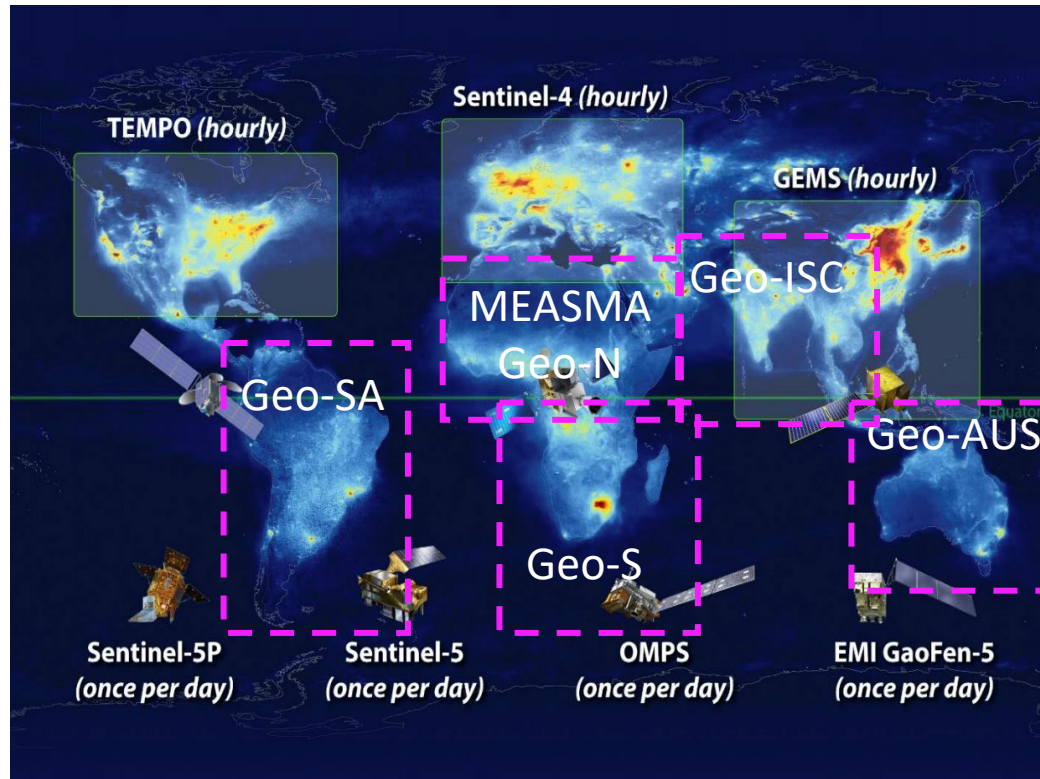 Sentinel-4 (hourly)
TEMPO (hourly)
GEMS (hourly)
Geo-ISC
MEASMA
Geo-N
Geo-SA
Equator
Geo-AUS
Geo-S
Sentinel-5P
(once per day)
Sentinel-5
(once per day)
OMPS
(once per day)
EMI GaoFen-5
(once per day)